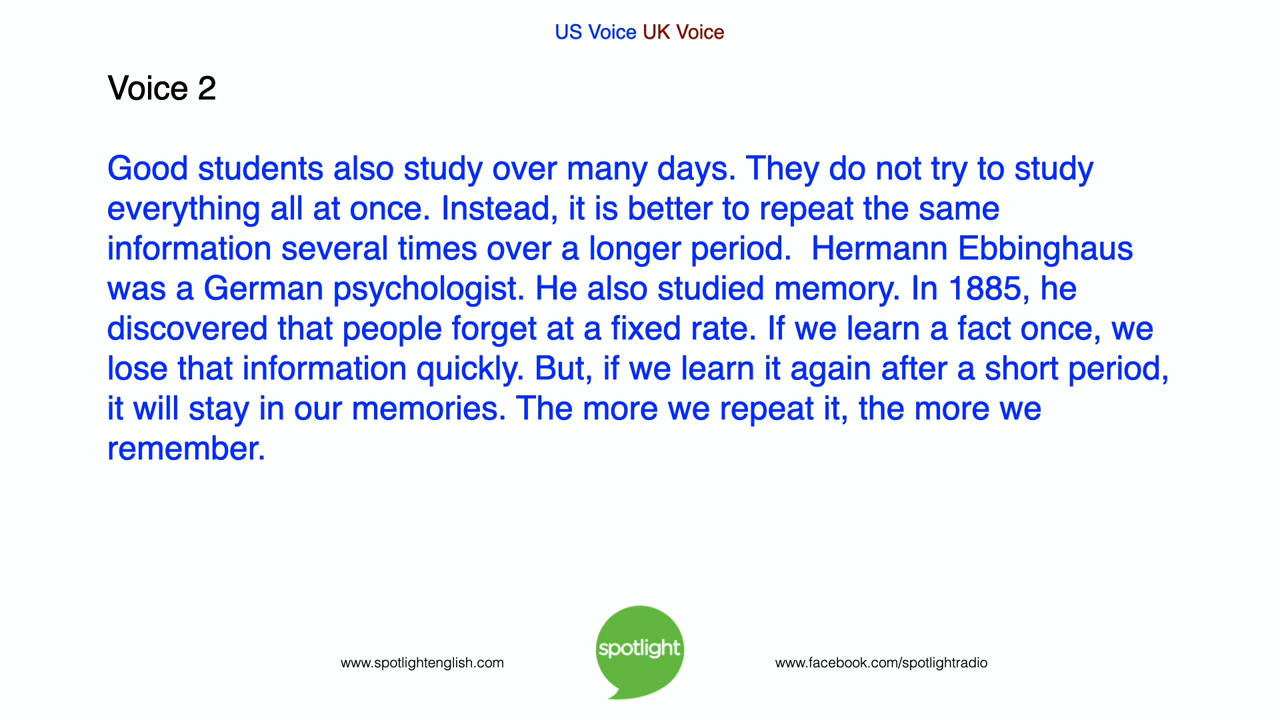 US Voice UK Voice
Voice 2
Good students also study over many days. They do not try to study
everything all at once. Instead, it is better to repeat the same
information several times over a longer period.  Hermann Ebbinghaus
was a German psychologist. He also studied memory. In 1885, he
discovered that people forget at a fixed rate. If we learn a fact once, we
lose that information quickly. But, if we learn it again after a short period,
it will stay in our memories. The more we repeat it, the more we
remember.
www.spotlightenglish.com
spotlight
www.facebook.com/spotlightradio